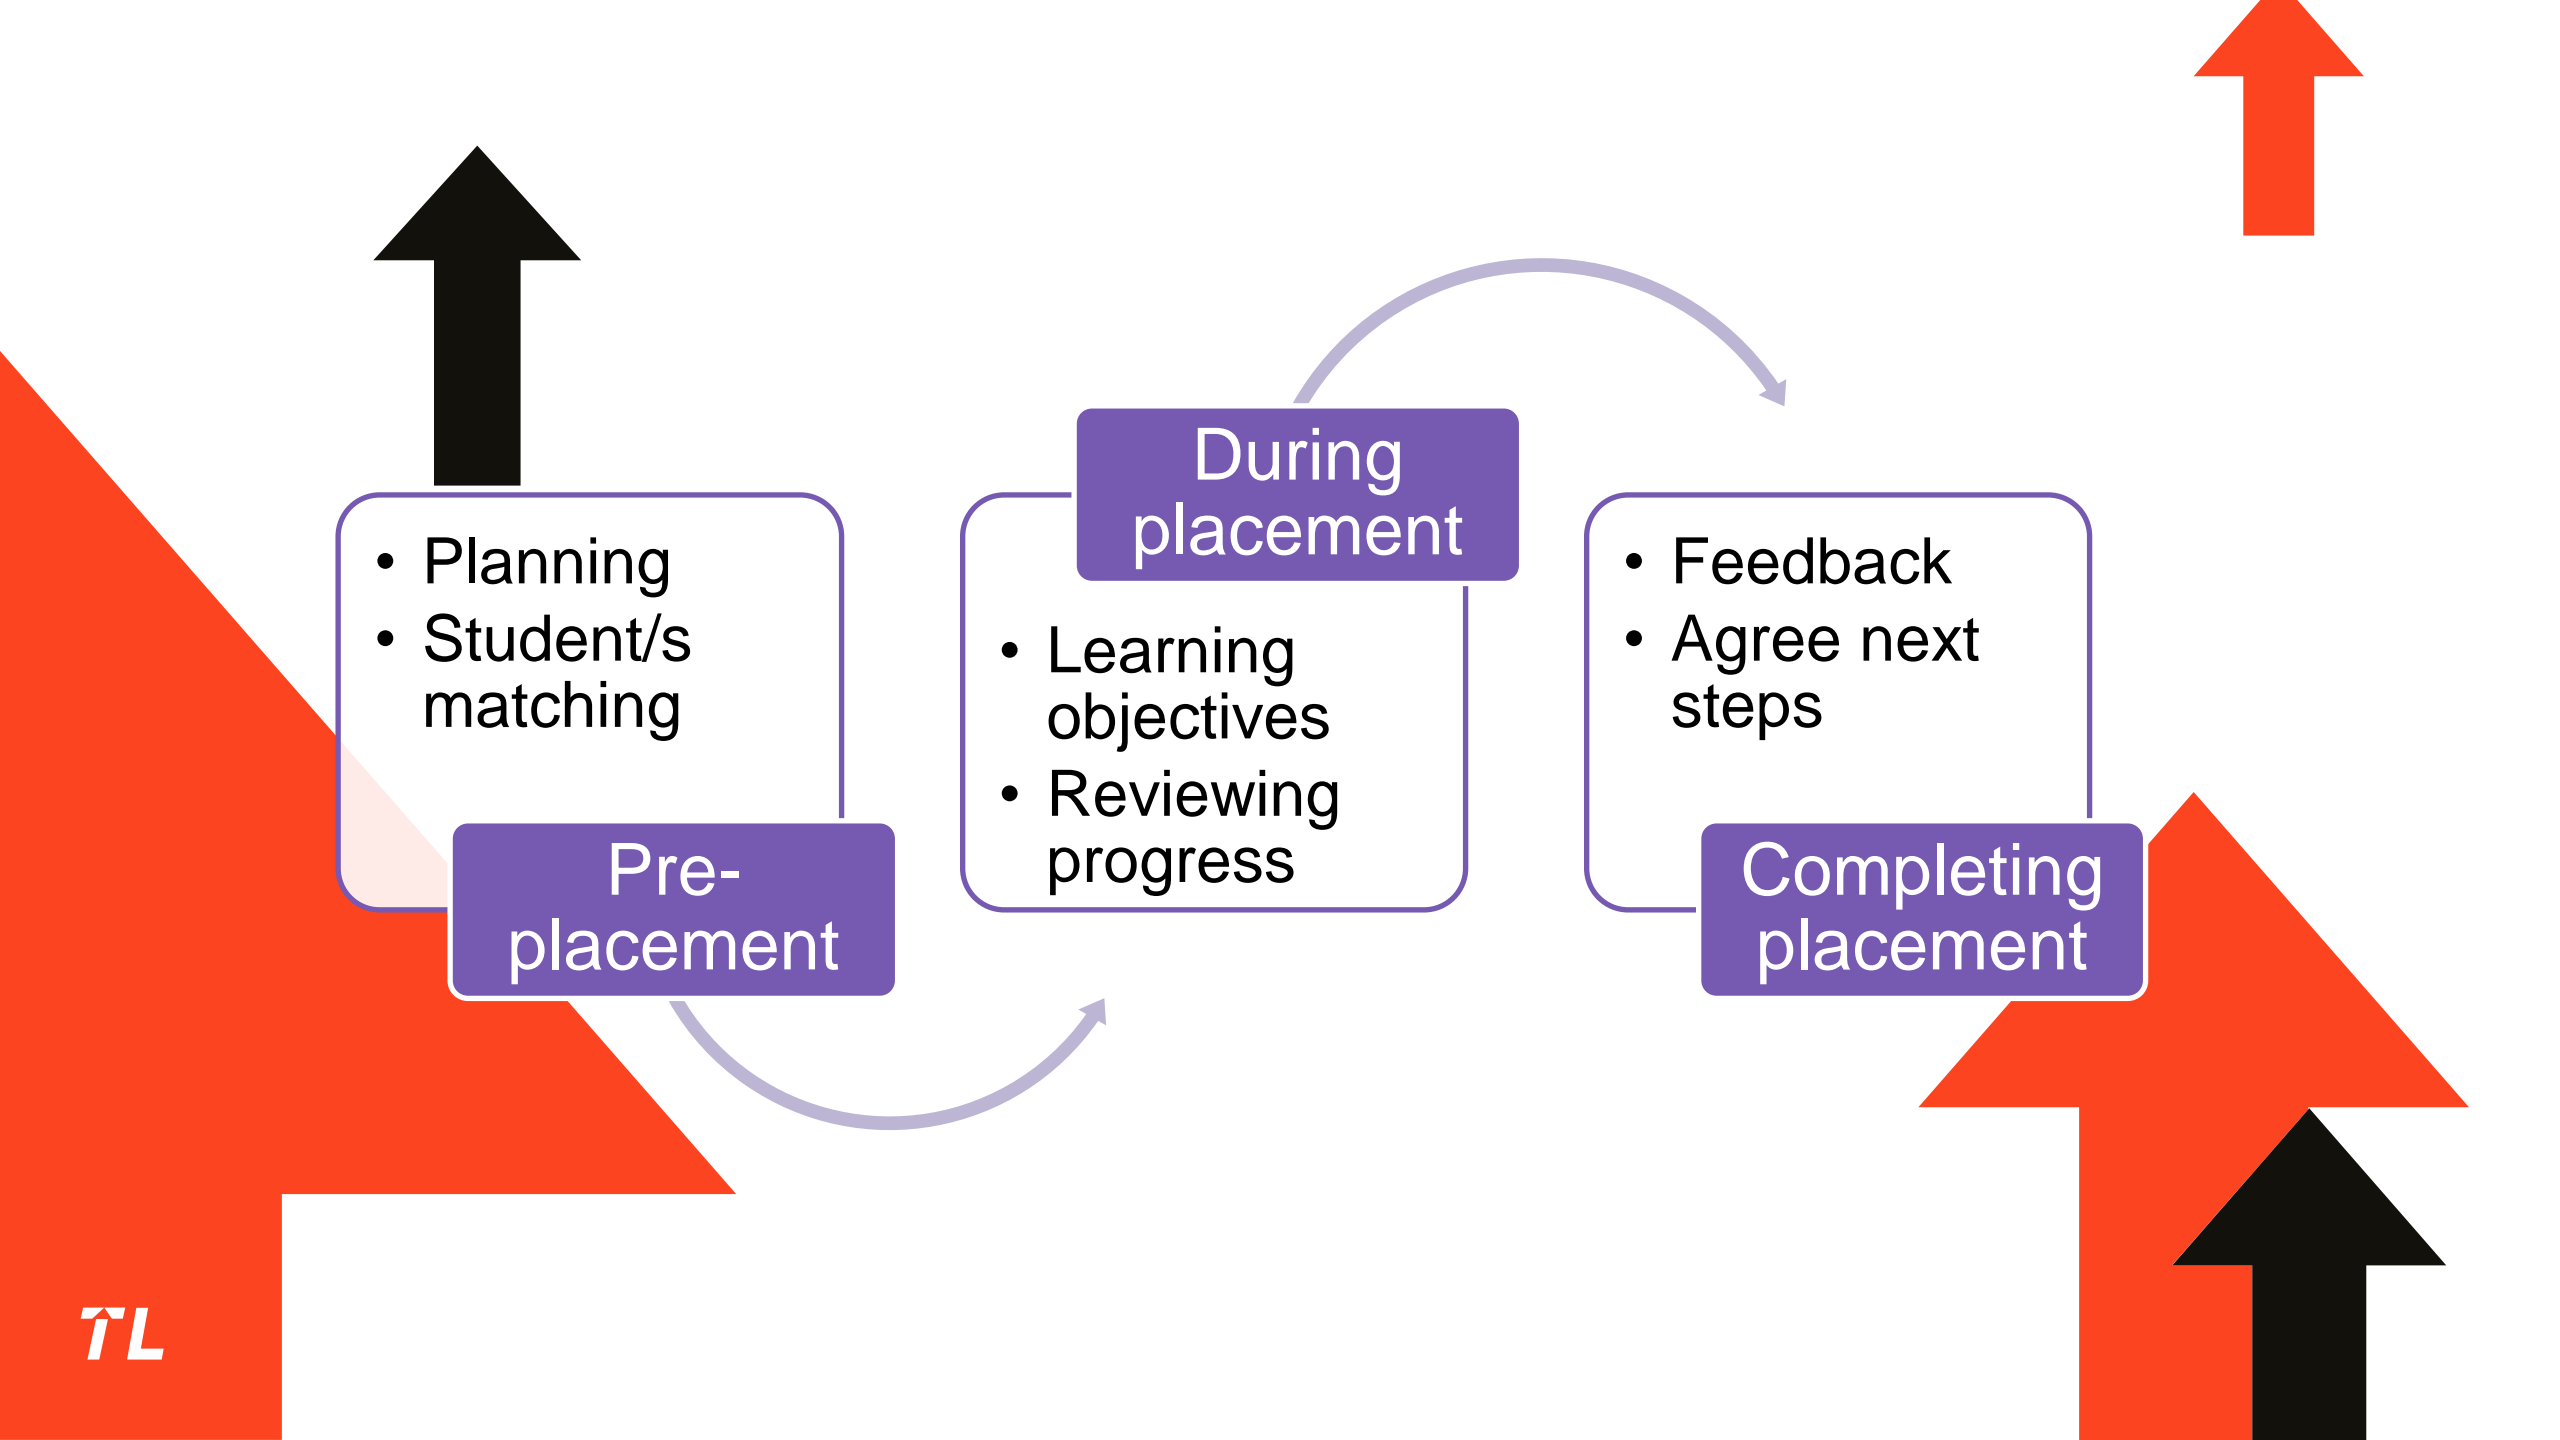 • Planning
• Student/s
matching
Pre-
placement
During
placement
• Learning
objectives
• Reviewing
progress
• Feedback
• Agree next
steps
Completing
placement
TL